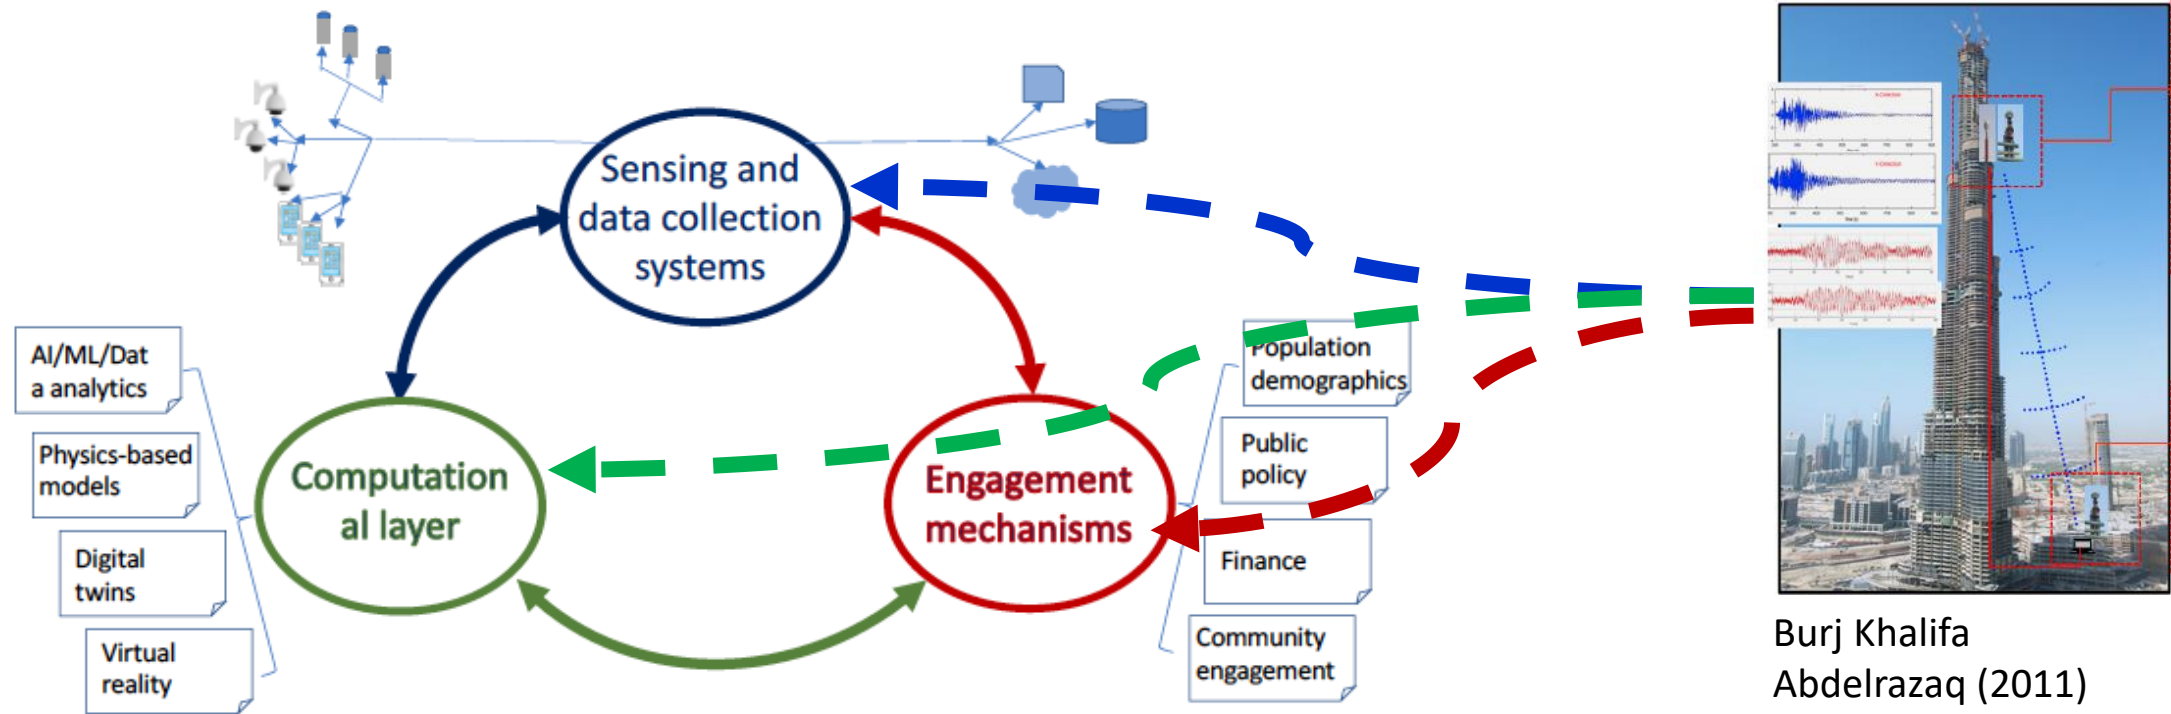 Sensing and
data collection
systems
AI/ML/Dat
a analytics
Physics-based
models
Digital
twins
Virtual
reality
Computation
al layer
Engagement
mechanisms
Population
demographics
Public
policy
Finance
Community
engagement
Burj Khalifa
Abdelrazaq (2011)